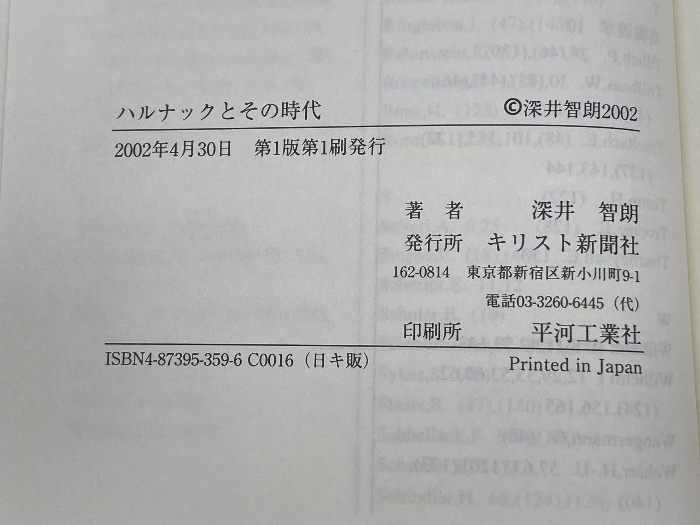 ハルナックとその時代 ©深井智朗2002
2002年4月30日 第1版第1刷発行
著者 深井 智朗
発行所 キリスト新聞社
162-0814 東京都新宿区新小川町9-1
電話03-3260-6445（代）
印刷所 平河工業社
ISBN4-87395-359-6 C0016（日キ販） Printed in Japan